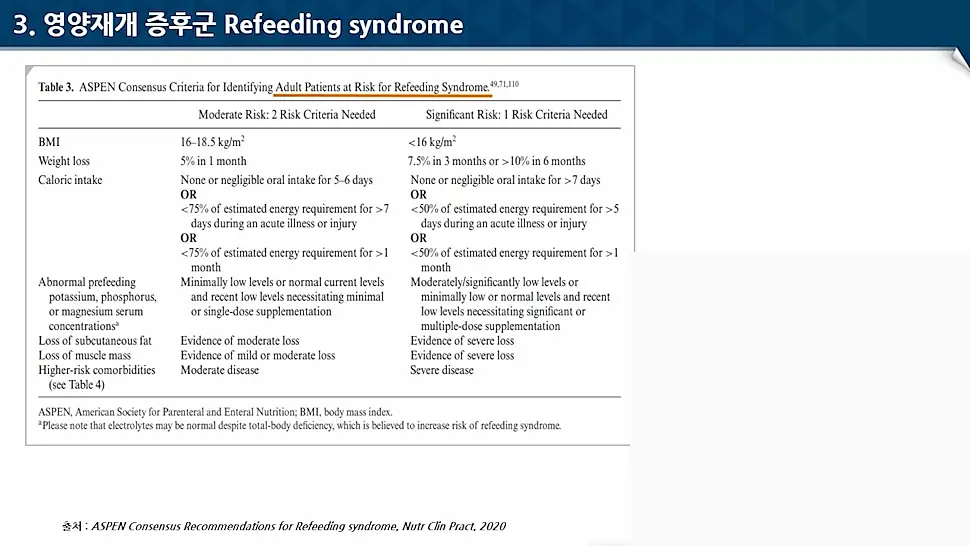 3. 영양재개 증후군 Refeeding syndrome
Table 3. ASPEN Consensus Criteria for Identifying Adult Patients at Risk for Refeeding Syndrome.49,71,110
Moderate Risk: 2 Risk Criteria Needed Significant Risk: 1 Risk Criteria Needed
BMI 16–18.5 kg/m2 <16 kg/m2
Weight loss 5% in 1 month 7.5% in 3 months or >10% in 6 months
Caloric intake None or negligible oral intake for 5–6 days None or negligible oral intake for >7 days
OR OR
<75% of estimated energy requirement for >7 <50% of estimated energy requirement for >5
days during an acute illness or injury days during an acute illness or injury
OR OR
<75% of estimated energy requirement for >1 <50% of estimated energy requirement for >1
month month
Abnormal prefeeding Minimally low levels or normal current levels Moderately/significantly low levels or
potassium, phosphorus, and recent low levels necessitating minimal minimally low or normal levels and recent
or magnesium serum or single-dose supplementation low levels necessitating significant or
concentrationsa multiple-dose supplementation
Loss of subcutaneous fat Evidence of moderate loss Evidence of severe loss
Loss of muscle mass Evidence of mild or moderate loss Evidence of severe loss
Higher-risk comorbidities Moderate disease Severe disease
(see Table 4)
ASPEN, American Society for Parenteral and Enteral Nutrition; BMI, body mass index.
aPlease note that electrolytes may be normal despite total-body deficiency, which is believed to increase risk of refeeding syndrome.
출처 : ASPEN Consensus Recommendations for Refeeding syndrome, Nutr Clin Pract, 2020